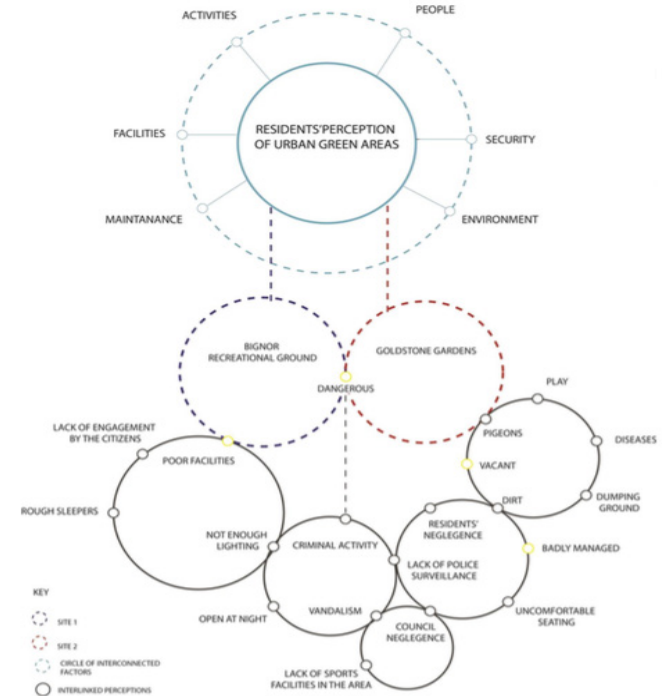 ACTIVITIES
PEOPLE
FACILITIES
RESIDENTS'PERCEPTION
OF URBAN GREEN AREAS
SECURITY
MAINTANANCE
ENVIRONMENT
BIGNOR
RECREATIONAL GROUND
GOLDSTONE GARDENS
DANGEROUS
PLAY
LACK OF ENGAGEMENT
BY THE CITIZENS
POOR FACILITIES
PIGEONS
DISEASES
VACANT
ROUGH SLEEPERS
DIRT
DUMPING
GROUND
NOT ENOUGH
LIGHTING
CRIMINAL ACTIVITY
RESIDENTS'
NEGLEGENCE
BADLY MANAGED
LACK OF POLICE
SURVEILLANCE
OPEN AT NIGHT
VANDALISM
UNCOMFORTABLE
SEATING
COUNCIL
NEGLEGENCE
LACK OF SPORTS
FACILITIES IN THE AREA
KEY
SITE 1
SITE 2
CIRCLE OF INTERCONNECTED
FACTORS
INTERLINKED PERCEPTIONS